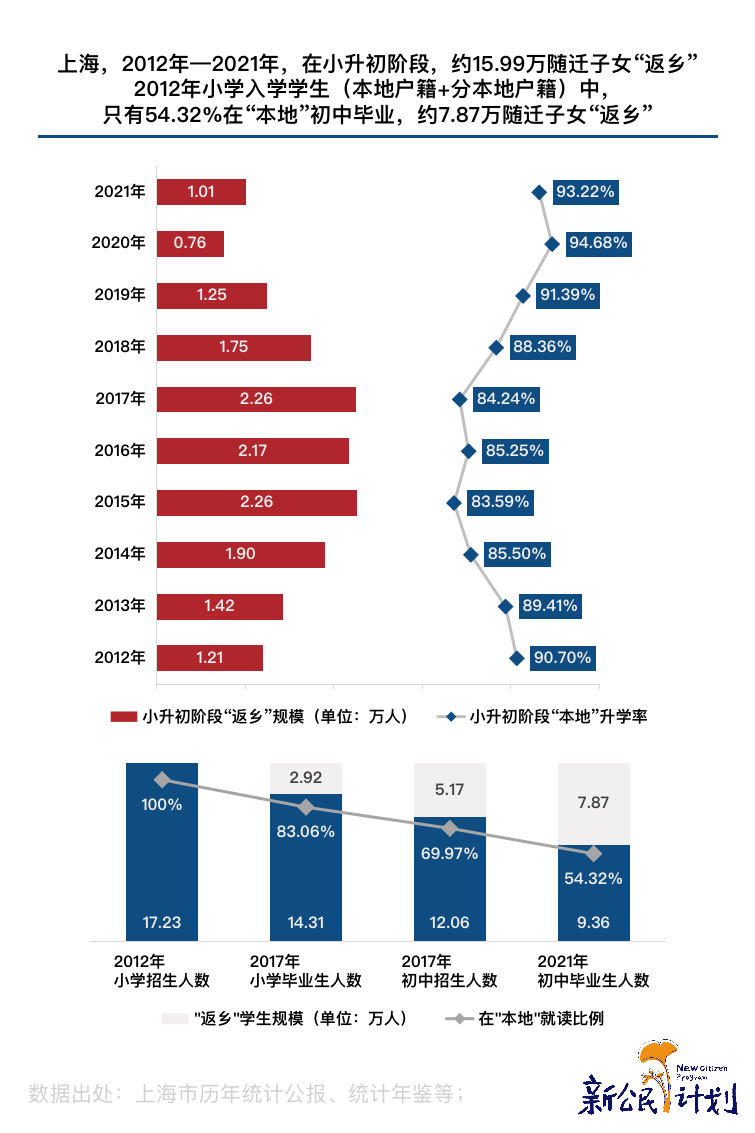 上海，2012年—2021年，在小升初阶段，约15.99万随迁子女“返乡”
2012年小学入学学生（本地户籍+分本地户籍）中，
只有54.32%在“本地”初中毕业，约7.87万随迁子女“返乡”
2021年 1.01 93.22%
2020年 0.76 94.68%
2019年 1.25 91.39%
2018年 1.75 88.36%
2017年 2.26 84.24%
2016年 2.17 85.25%
2015年 2.26 83.59%
2014年 1.90 85.50%
2013年 1.42 89.41%
2012年 1.21 90.70%
小升初阶段“返乡”规模（单位：万人） 小升初阶段“本地”升学率
2.92 5.17 7.87
100% 83.06% 69.97% 54.32%
17.23 14.31 12.06 9.36
2012年 2017年 2017年 2021年
小学招生人数 小学毕业生人数 初中招生人数 初中毕业生人数
"返乡"学生规模（单位：万人） 在"本地"就读比例
数据出处：上海市历年统计公报、统计年鉴等；
New Citizen
Program
新公民计划